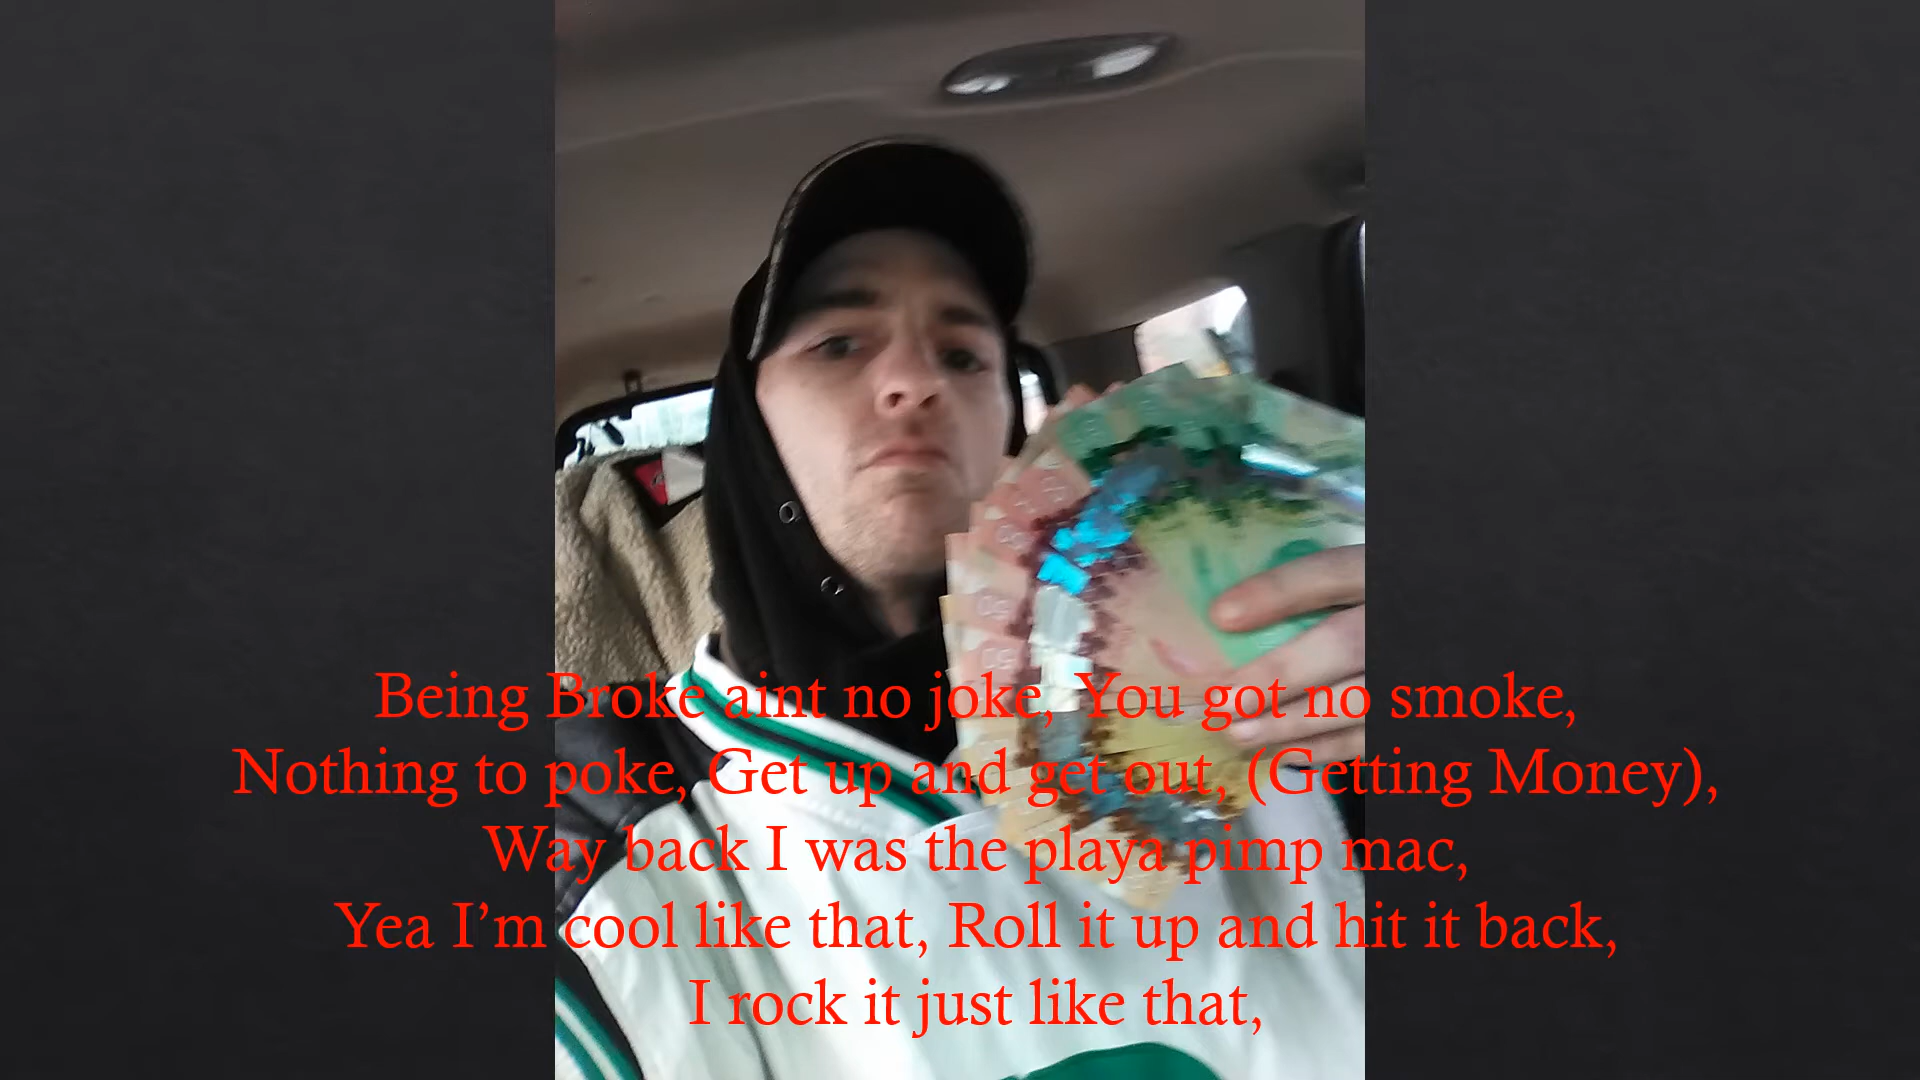 Being Broke aint no joke, You got no smoke,
Nothing to poke, Get up and get out, (Getting Money),
Way back I was the playa pimp mac,
Yea I’m cool like that, Roll it up and hit it back,
I rock it just like that,